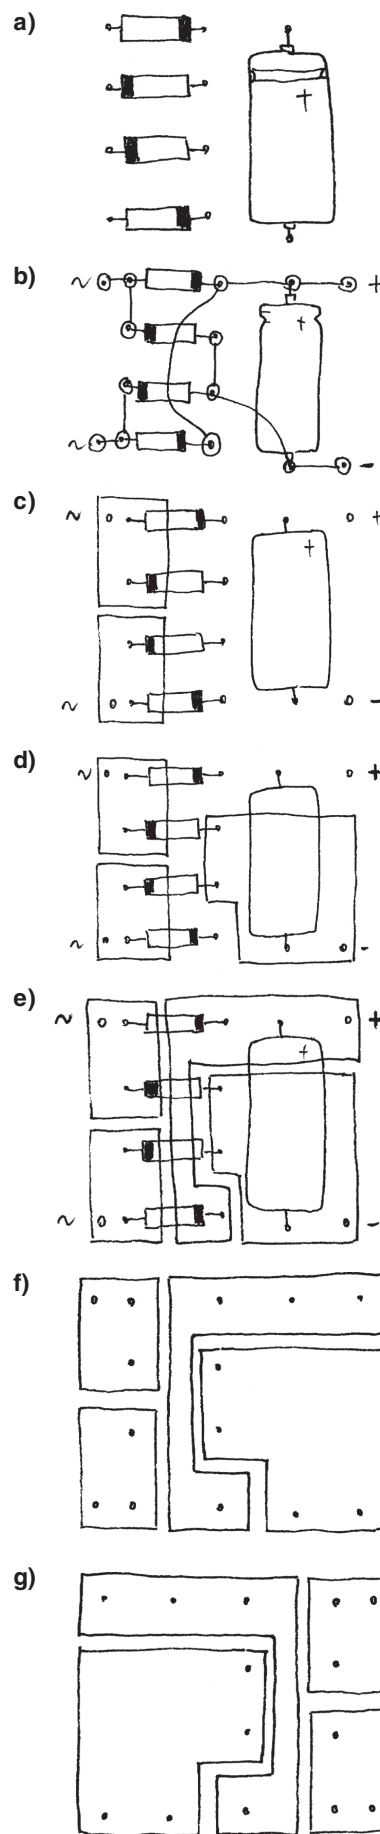 a)
+
b)
~ +
+
~ -
c)
~ +
+
~ -
d)
~ +
~ -
e)
~ +
+
~ -
f)
g)